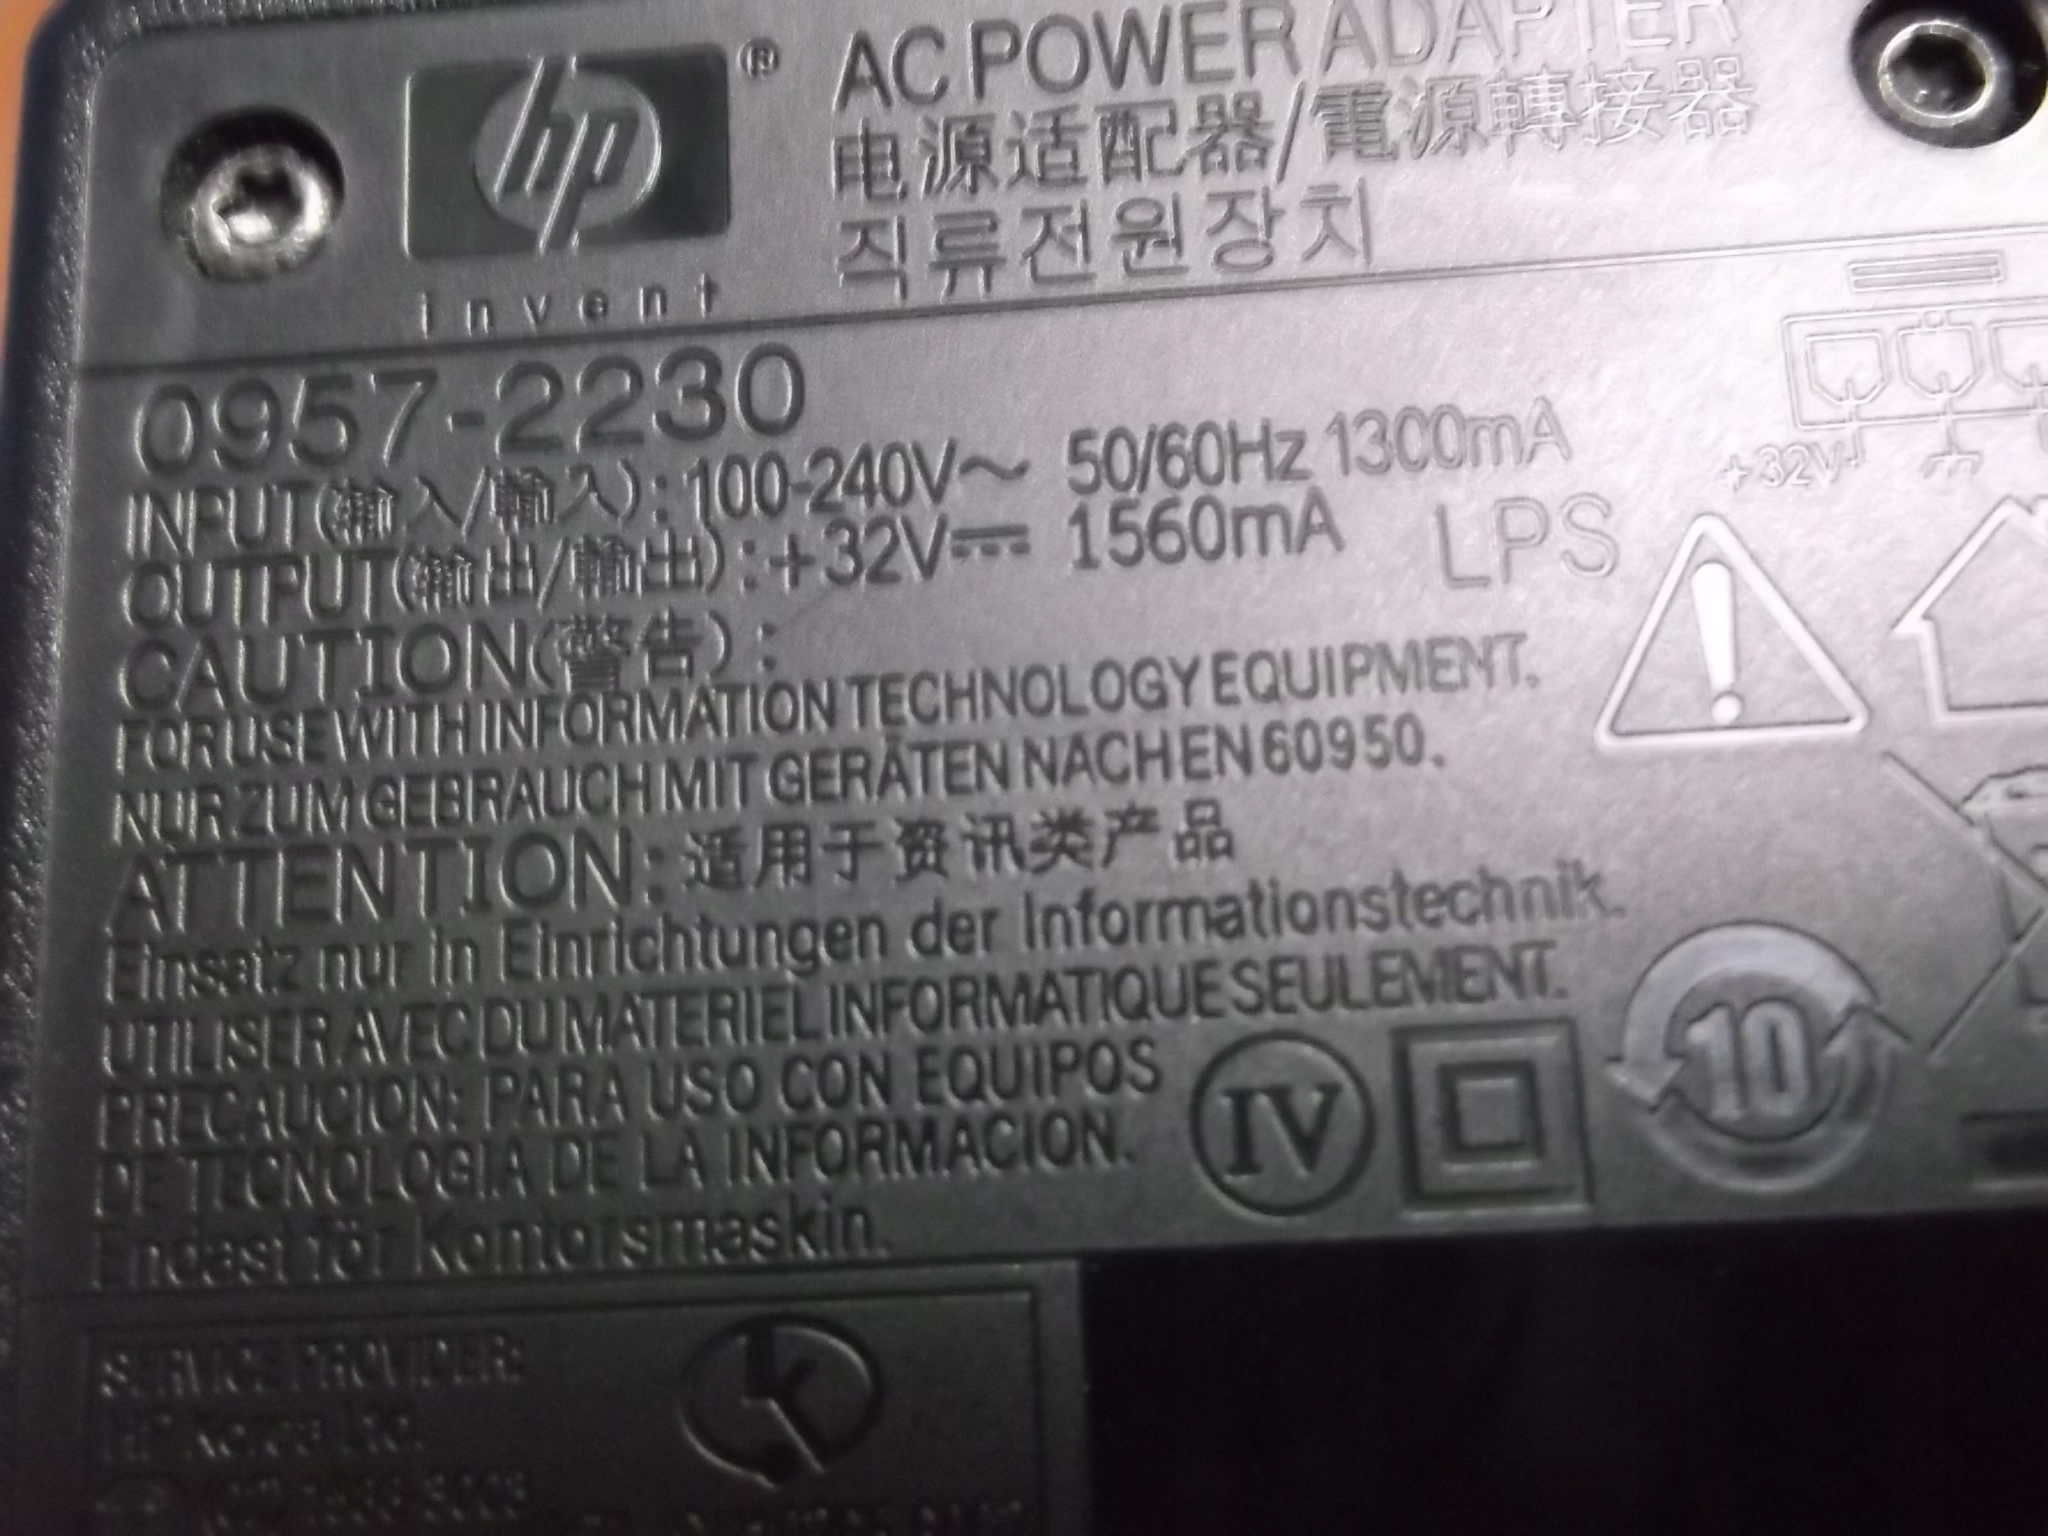 hp
invent
®
AC POWER ADAPTER
电源适配器/電源轉接器
직류전원장치
0957-2230
INPUT(输入/輸入):100-240V~ 50/60Hz 1300mA
OUTPUT(输出/輸出):+32V⎓ 1560mA
LPS
+32V
CAUTION(警告):
FOR USE WITH INFORMATION TECHNOLOGY EQUIPMENT.
NUR ZUM GEBRAUCH MIT GERÄTEN NACH EN 60950.
ATTENTION:适用于资讯类产品
Einsatz nur in Einrichtungen der Informationstechnik.
UTILISER AVEC DU MATERIEL INFORMATIQUE SEULEMENT.
PRECAUCION: PARA USO CON EQUIPOS
DE TECNOLOGIA DE LA INFORMACION.
IV
10
Endast för Kontorsmaskin.
SERVICE PROVIDER:
HP Korea Ltd.